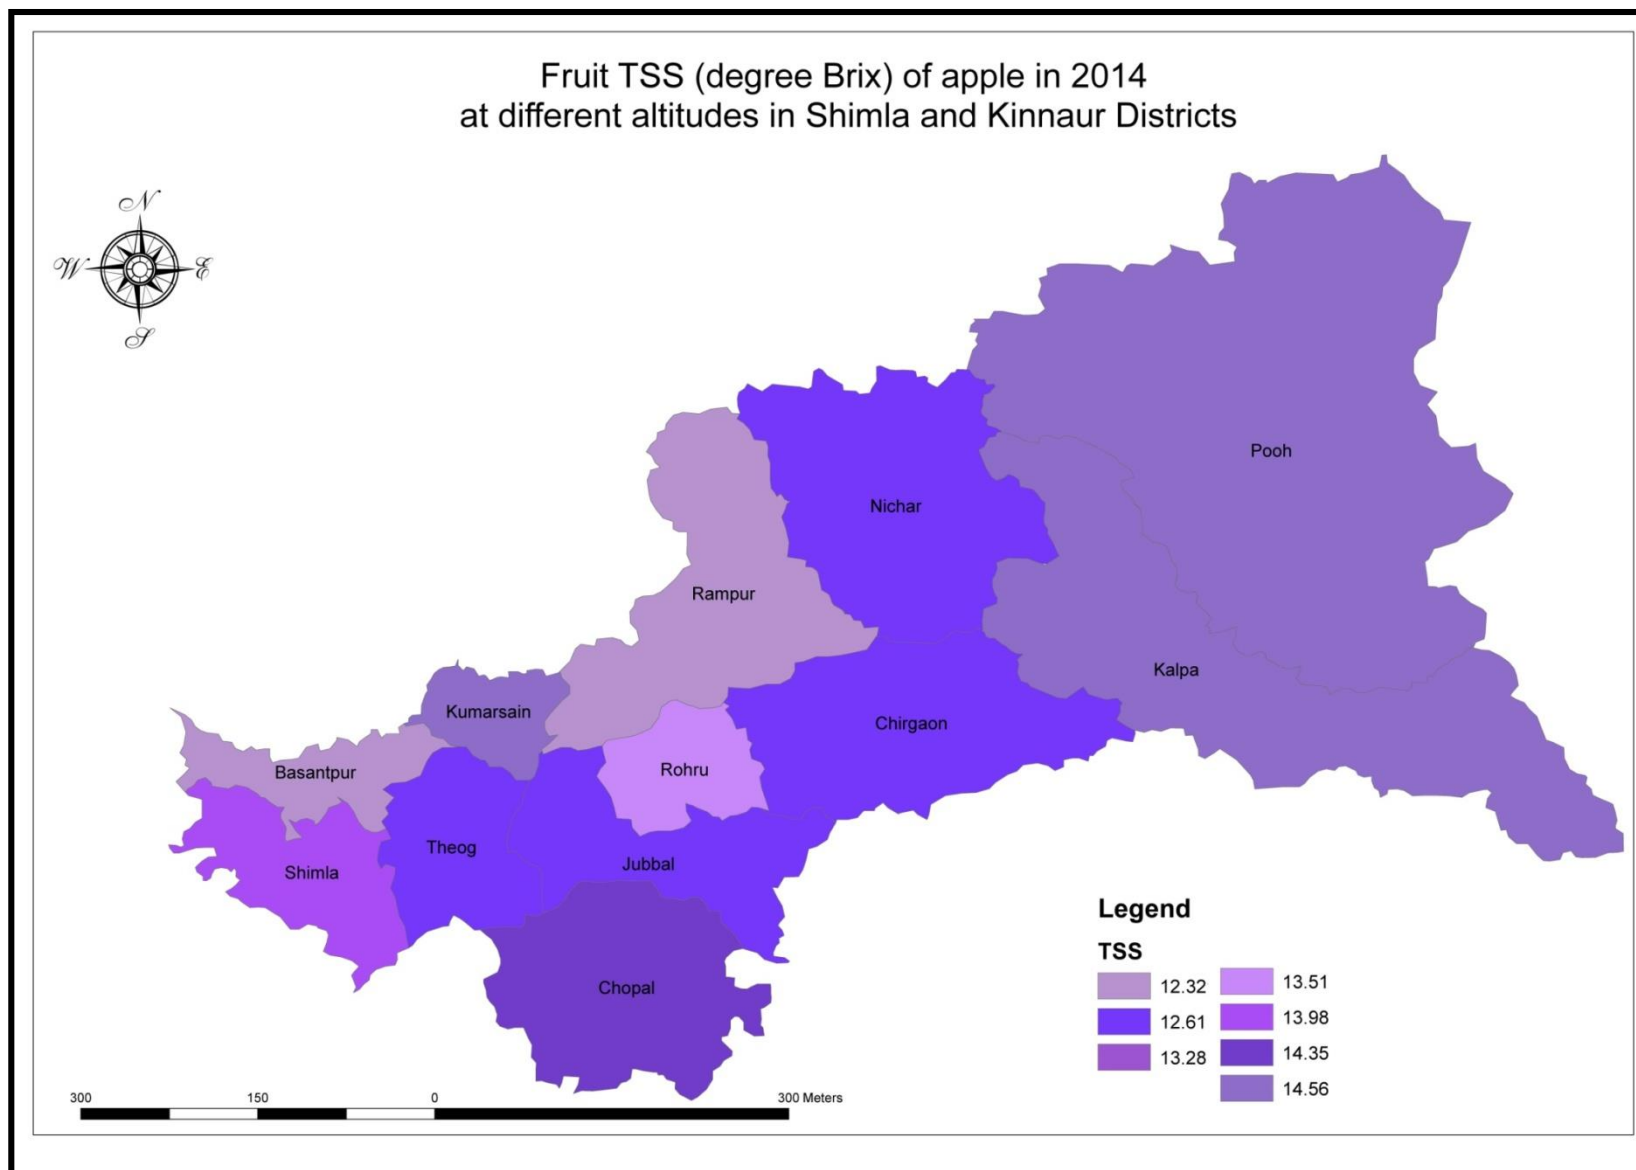 Fruit TSS (degree Brix) of apple in 2014
at different altitudes in Shimla and Kinnaur Districts
N
W
E
S
Pooh
Nichar
Rampur
Kalpa
Kumarsain
Chirgaon
Basantpur
Rohru
Theog
Jubbal
Shimla
Chopal
Legend
TSS
12.32
12.61
13.28
13.51
13.98
14.35
14.56
300 150 0 300 Meters